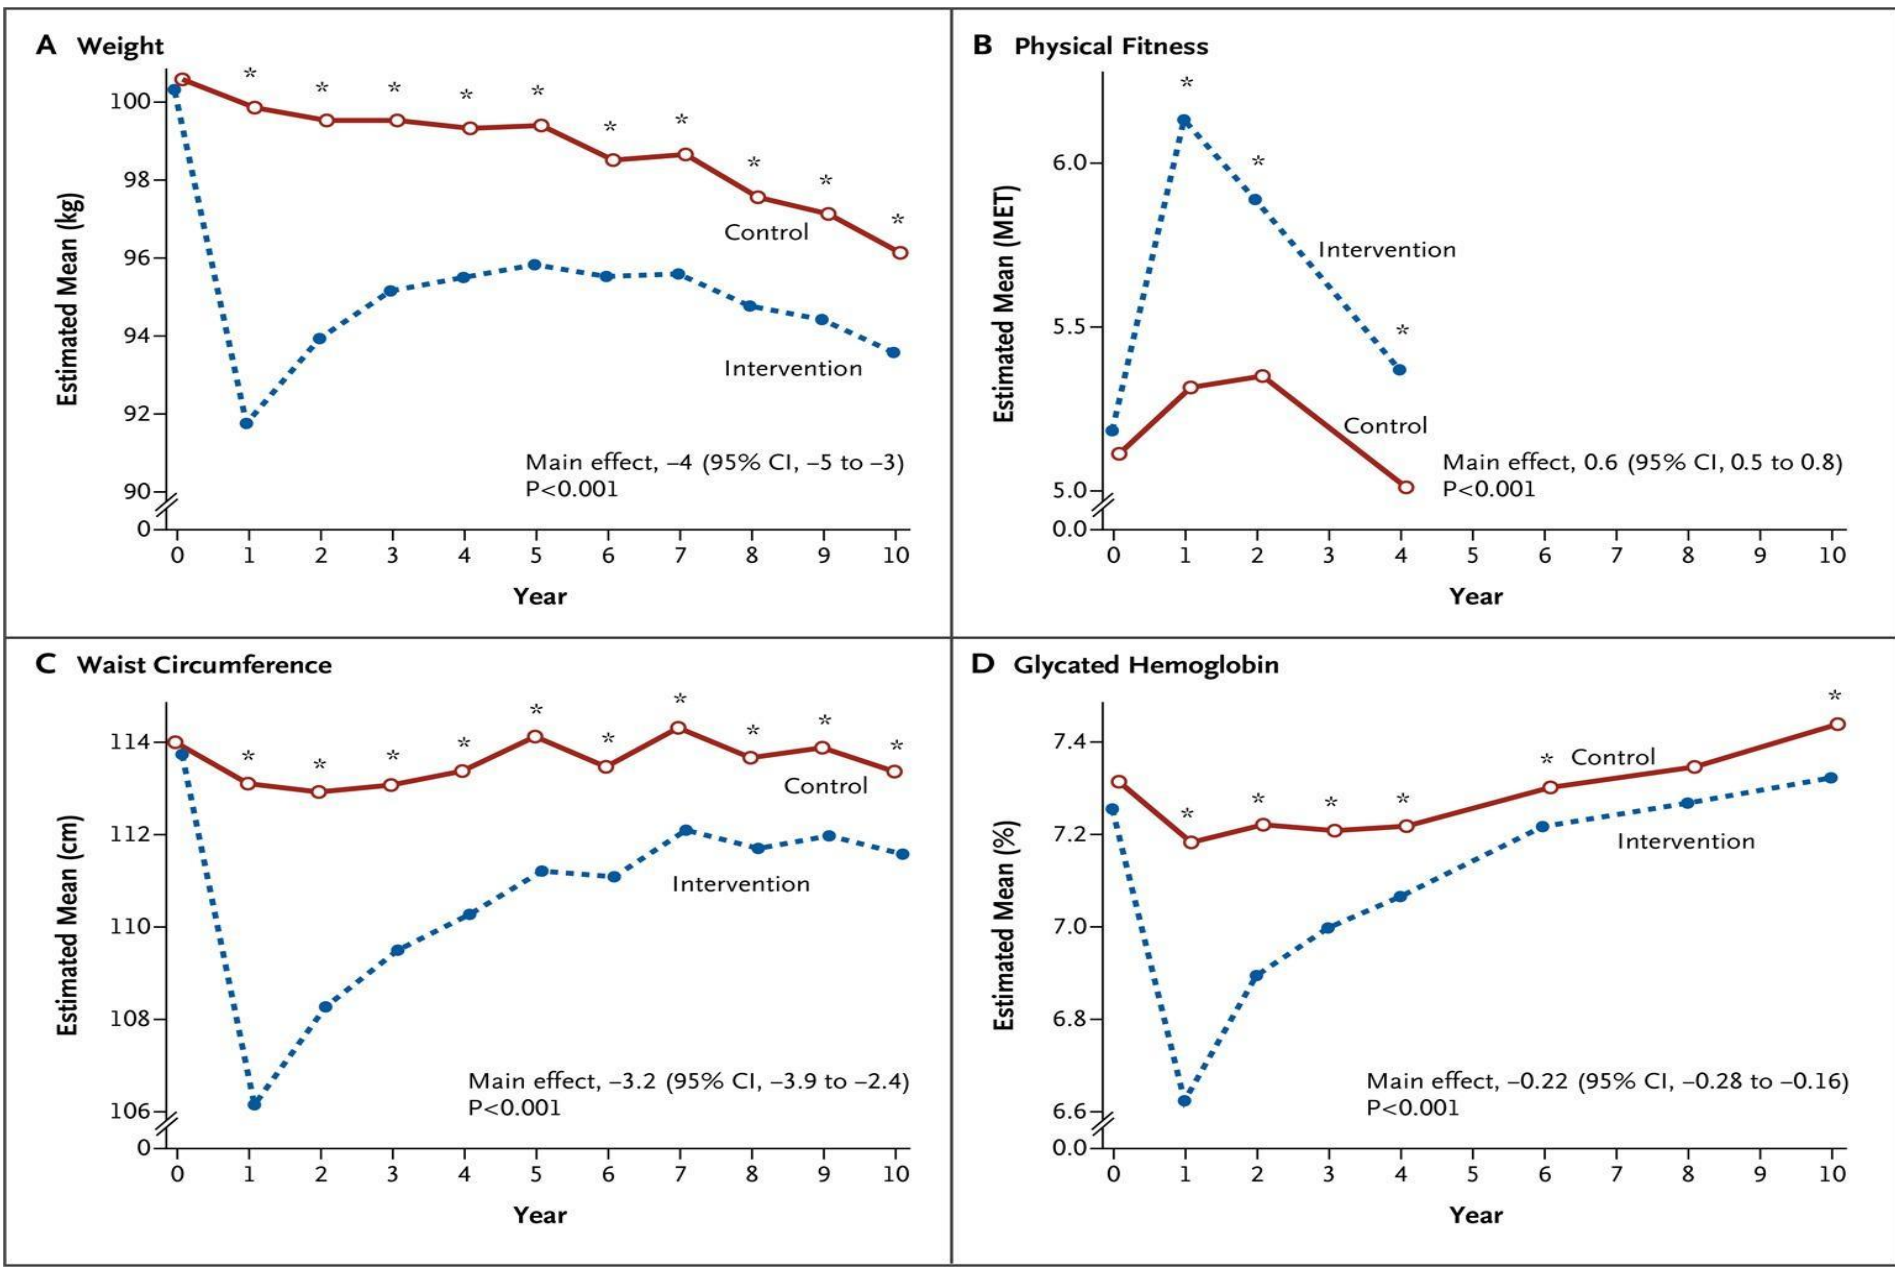 A Weight
*
*
*
*
*
*
*
*
*
*
100
98
96
94
92
90
0
Estimated Mean (kg)
Control
Intervention
Main effect, –4 (95% CI, –5 to –3)
P<0.001
0 1 2 3 4 5 6 7 8 9 10
Year
B Physical Fitness
*
*
*
6.0
5.5
5.0
0.0
Estimated Mean (MET)
Intervention
Control
Main effect, 0.6 (95% CI, 0.5 to 0.8)
P<0.001
0 1 2 3 4 5 6 7 8 9 10
Year
C Waist Circumference
*
*
*
*
*
*
*
*
*
*
114
112
110
108
106
0
Estimated Mean (cm)
Control
Intervention
Main effect, –3.2 (95% CI, –3.9 to –2.4)
P<0.001
0 1 2 3 4 5 6 7 8 9 10
Year
D Glycated Hemoglobin
*
*
*
*
*
*
7.4
7.2
7.0
6.8
6.6
0.0
Estimated Mean (%)
Control
Intervention
Main effect, –0.22 (95% CI, –0.28 to –0.16)
P<0.001
0 1 2 3 4 5 6 7 8 9 10
Year